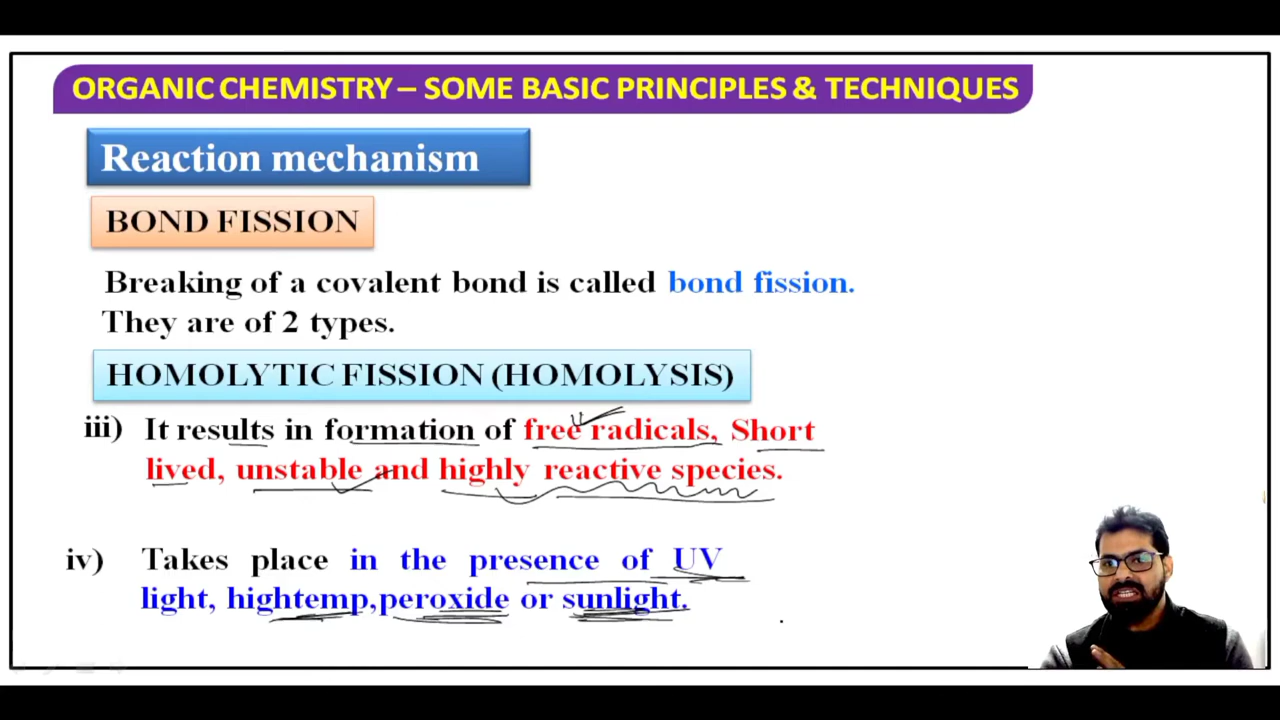 ORGANIC CHEMISTRY – SOME BASIC PRINCIPLES & TECHNIQUES
Reaction mechanism
BOND FISSION
Breaking of a covalent bond is called bond fission.
They are of 2 types.
HOMOLYTIC FISSION (HOMOLYSIS)
iii) It results in formation of free radicals, Short
lived, unstable and highly reactive species.
iv) Takes place in the presence of UV
light, hightemp,peroxide or sunlight.